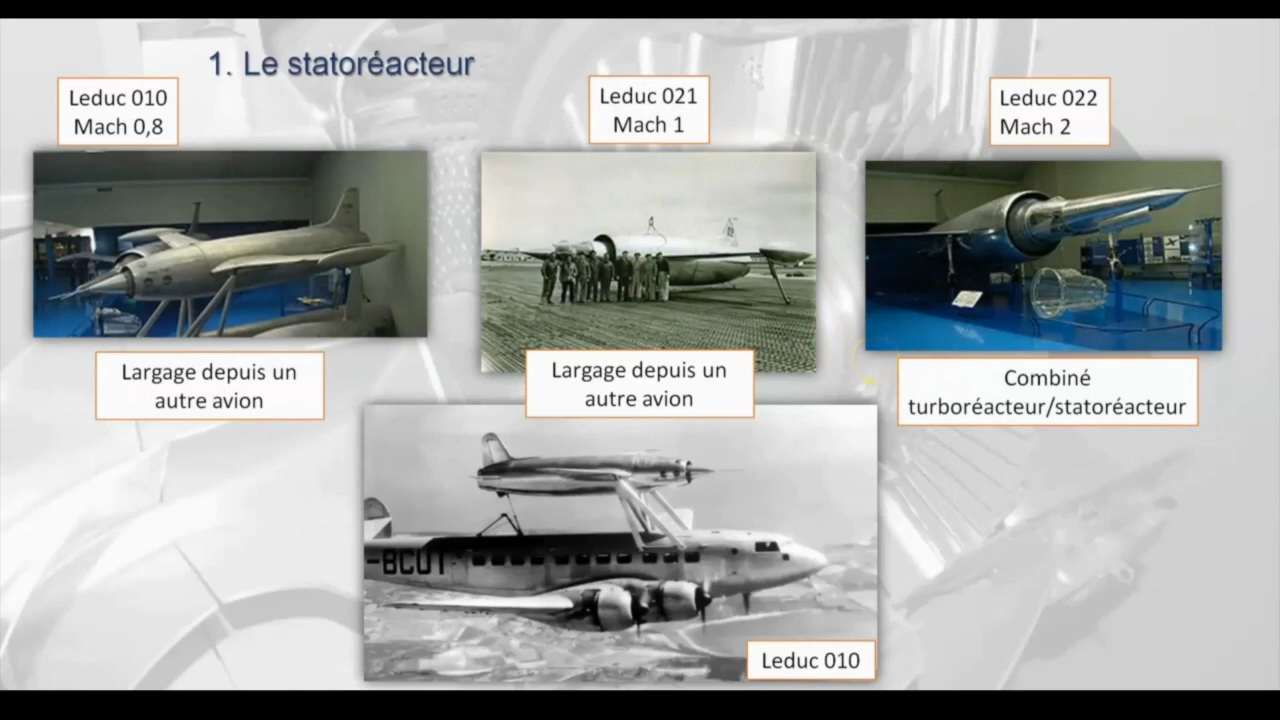 1. Le statoréacteur
Leduc 010
Mach 0,8
Leduc 021
Mach 1
Leduc 022
Mach 2
Largage depuis un
autre avion
Largage depuis un
autre avion
Combiné
turboréacteur/statoréacteur
-BCUT
Leduc 010